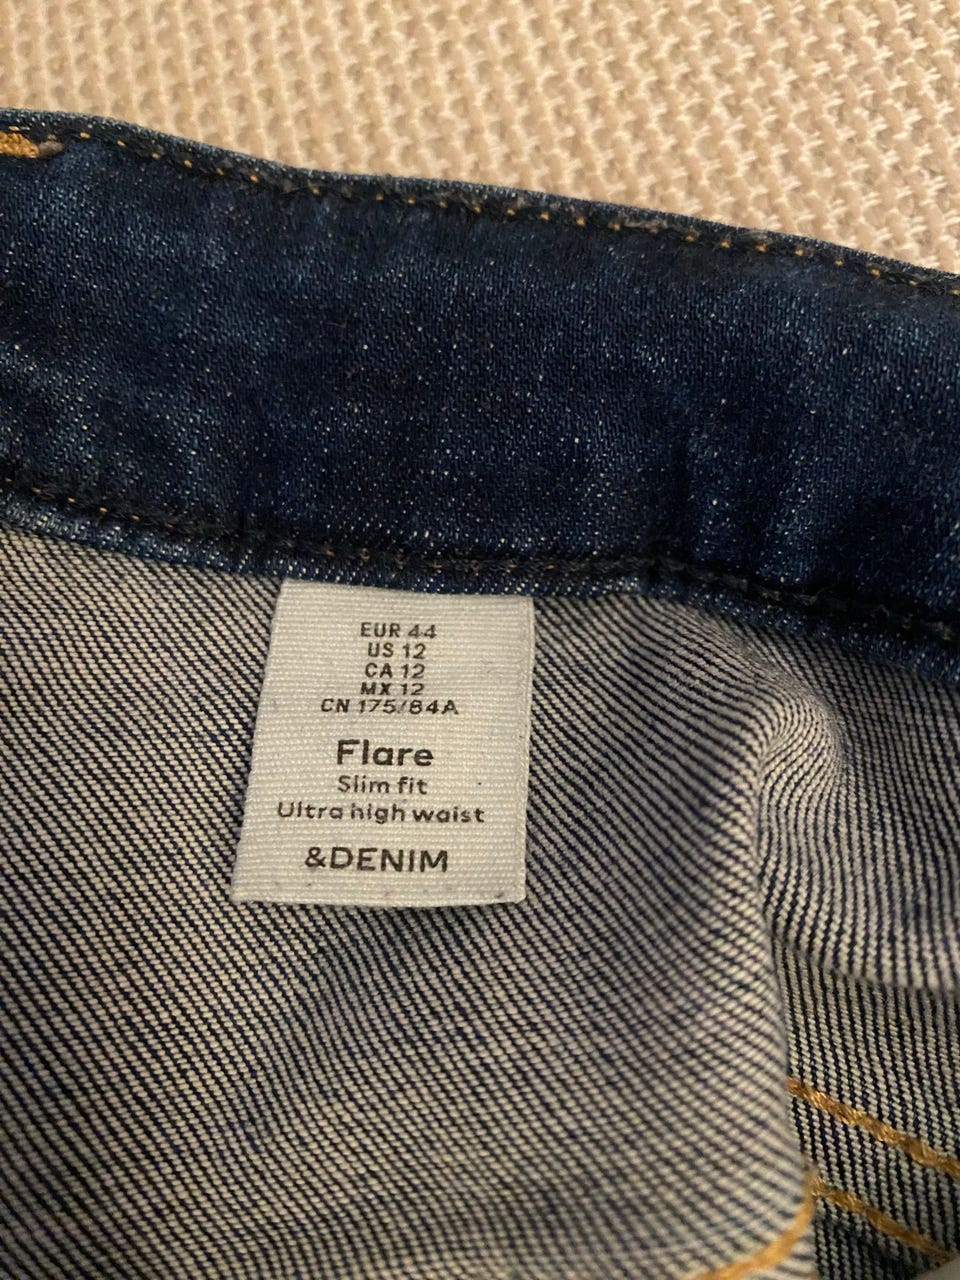 EUR 44
US 12
CA 12
MX 12
CN 175/84A
Flare
Slim fit
Ultra high waist
&DENIM